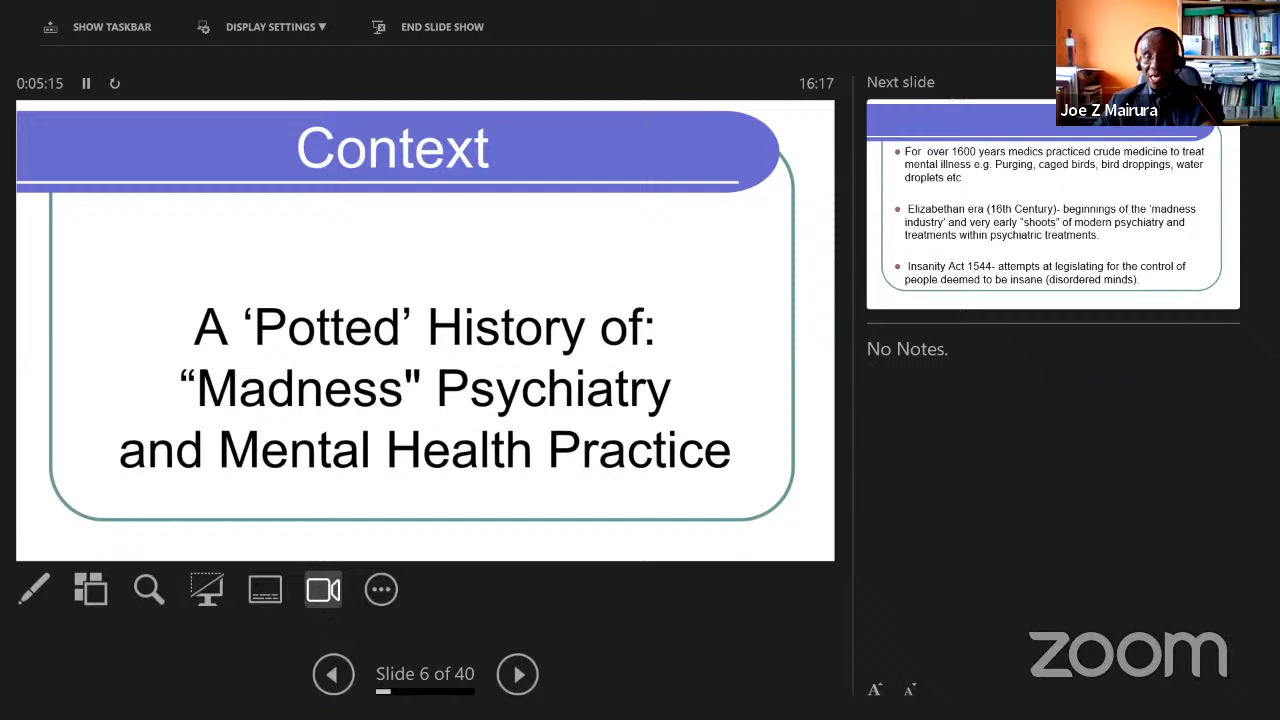 SHOW TASKBAR
DISPLAY SETTINGS ▼
END SLIDE SHOW
0:05:15
16:17
Next slide
Joe Z Mairura
Context
A ‘Potted’ History of:
“Madness" Psychiatry
and Mental Health Practice
• For over 1600 years medics practiced crude medicine to treat
mental illness e.g. Purging, caged birds, bird droppings, water
droplets etc
• Elizabethan era (16th Century)- beginnings of the ‘madness
industry’ and very early “shoots” of modern psychiatry and
treatments within psychiatric treatments.
• Insanity Act 1544- attempts at legislating for the control of
people deemed to be insane (disordered minds).
No Notes.
Slide 6 of 40
A A
zoom